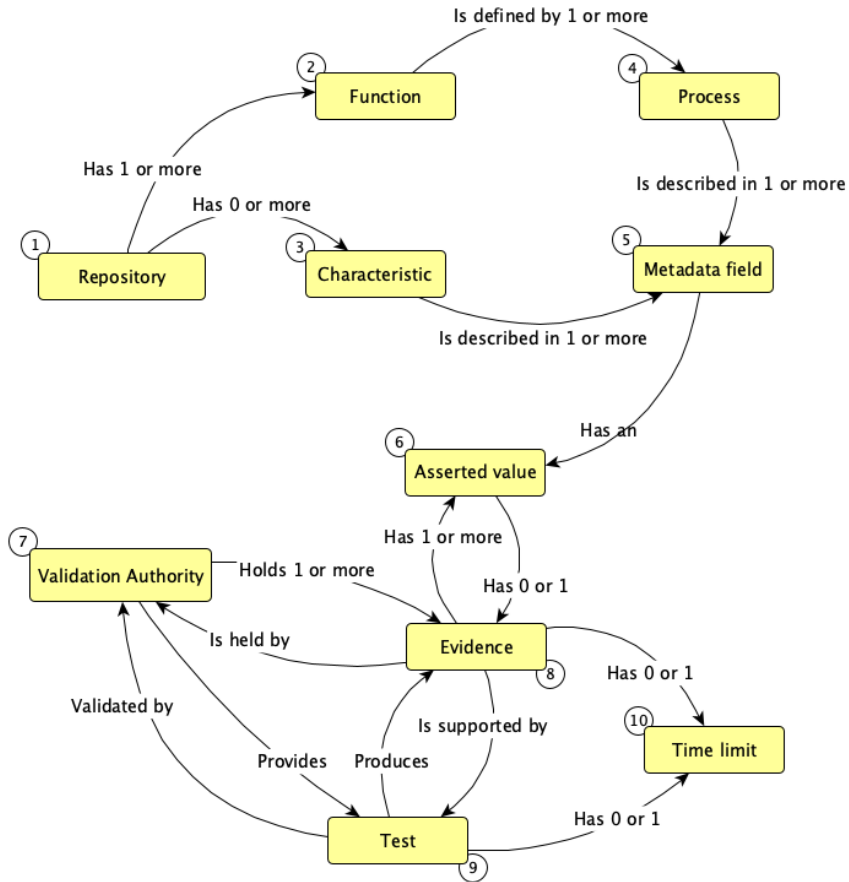 Is defined by 1 or more
2
Function
4
Process
Has 1 or more
Is described in 1 or more
Has 0 or more
1
Repository
3
Characteristic
5
Metadata field
Is described in 1 or more
Has an
6
Asserted value
Has 1 or more
7
Validation Authority
Holds 1 or more
Has 0 or 1
Is held by
Evidence
8
Has 0 or 1
Validated by
Is supported by
10
Time limit
Provides
Produces
Has 0 or 1
Test
9